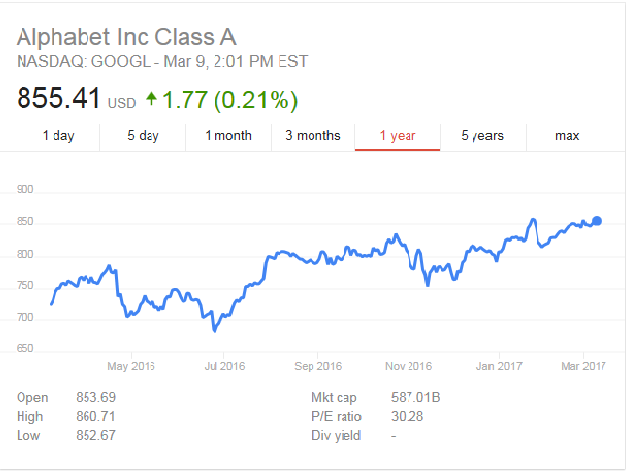 Alphabet Inc Class A
NASDAQ: GOOGL - Mar 9, 2:01 PM EST
855.41 USD 1.77 (0.21%)
1 day 5 day 1 month 3 months 1 year 5 years max
900
850
800
750
700
650
May 2016 Jul 2016 Sep 2016 Nov 2016 Jan 2017 Mar 2017
Open 853.69 Mkt cap 587.01B
High 860.71 P/E ratio 30.28
Low 852.67 Div yield -